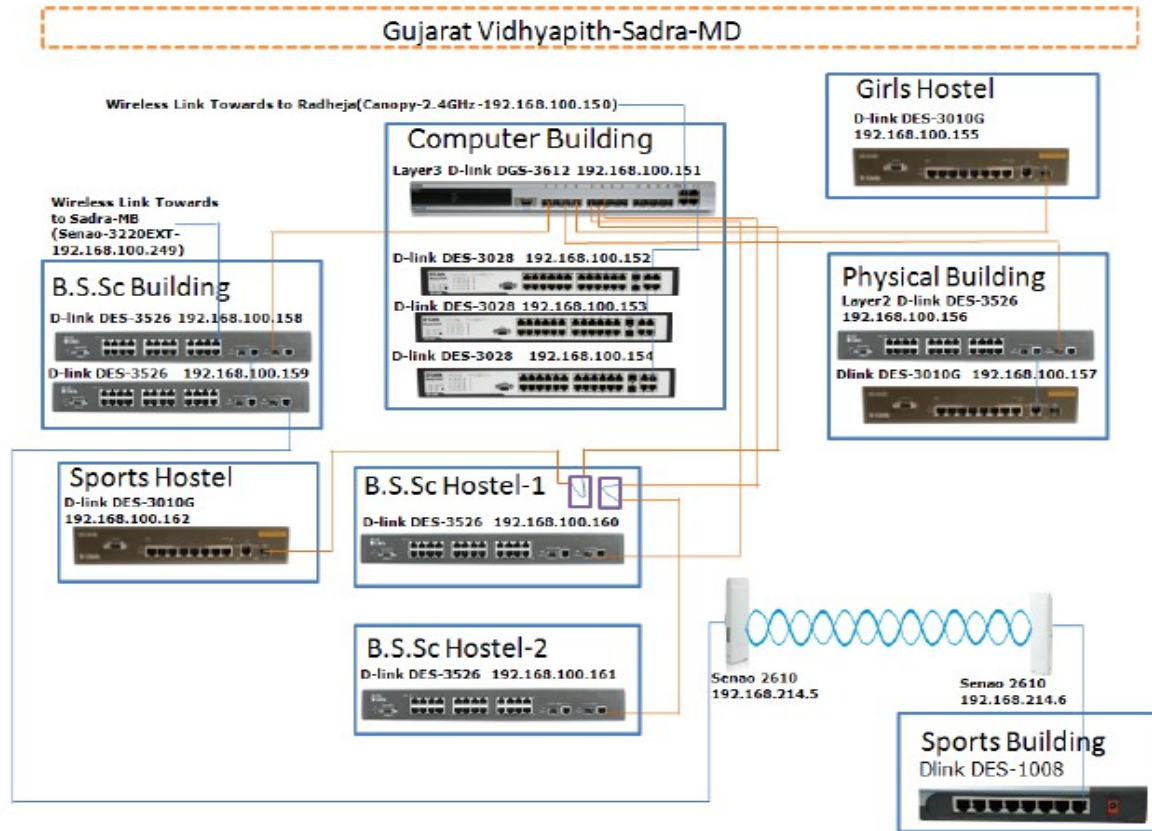 Gujarat Vidhyapith-Sadra-MD
Wireless Link Towards to Radheja(Canopy-2.4GHz-192.168.100.150)
Computer Building
Layer3 D-link DGS-3612 192.168.100.151
D-link DES-3028 192.168.100.152
D-link DES-3028 192.168.100.153
D-link DES-3028 192.168.100.154
Girls Hostel
D-link DES-3010G
192.168.100.155
Wireless Link Towards
to Sadra-MB
(Senao-3220EXT-
192.168.100.249)
B.S.Sc Building
D-link DES-3526 192.168.100.158
D-link DES-3526 192.168.100.159
Physical Building
Layer2 D-link DES-3526
192.168.100.156
Dlink DES-3010G 192.168.100.157
Sports Hostel
D-link DES-3010G
192.168.100.162
B.S.Sc Hostel-1
D-link DES-3526 192.168.100.160
B.S.Sc Hostel-2
D-link DES-3526 192.168.100.161
Senao 2610
192.168.214.5
Senao 2610
192.168.214.6
Sports Building
Dlink DES-1008